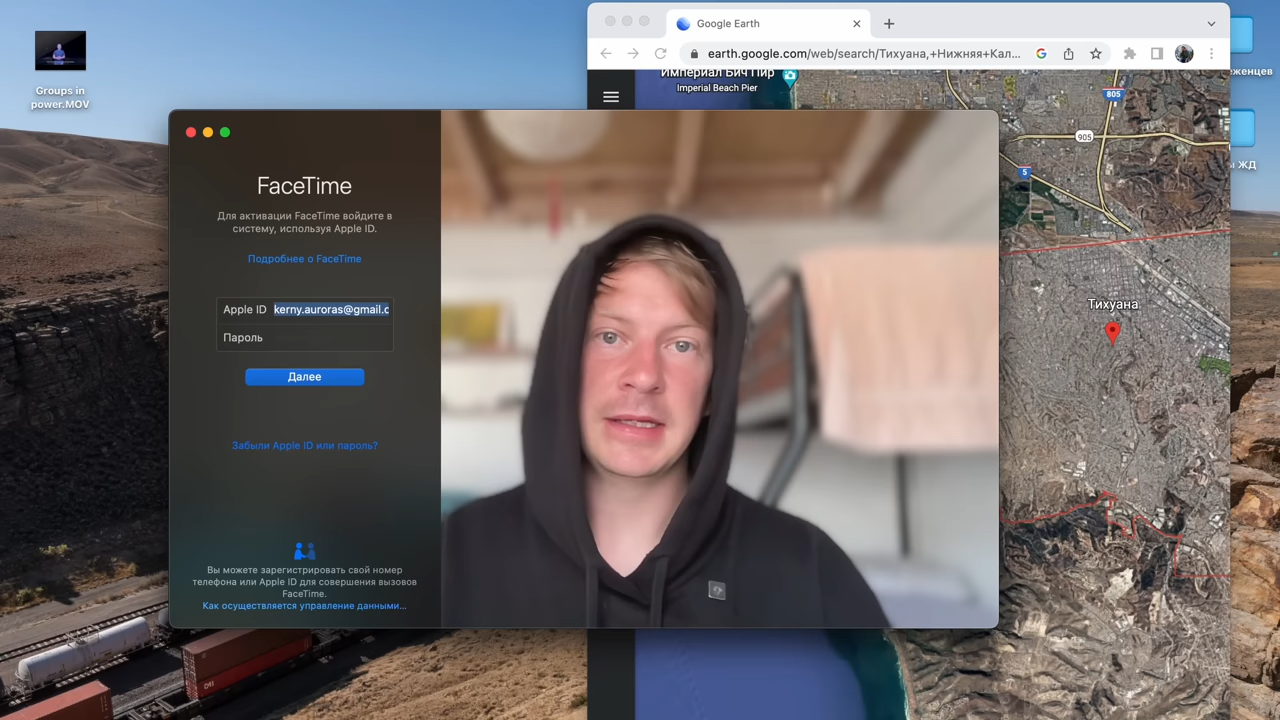 Groups in
power.MOV
Google Earth
earth.google.com/web/search/Тихуана,+Нижняя+Кал...
Империал Бич Пир
Imperial Beach Pier
805
905
5
Тихуана
женцев
ЖД
FaceTime
Для активации FaceTime войдите в
систему, используя Apple ID.
Подробнее о FaceTime
Apple ID kerny.auroras@gmail.c
Пароль
Далее
Забыли Apple ID или пароль?
Вы можете зарегистрировать свой номер
телефона или Apple ID для совершения вызовов
FaceTime.
Как осуществляется управление данными...